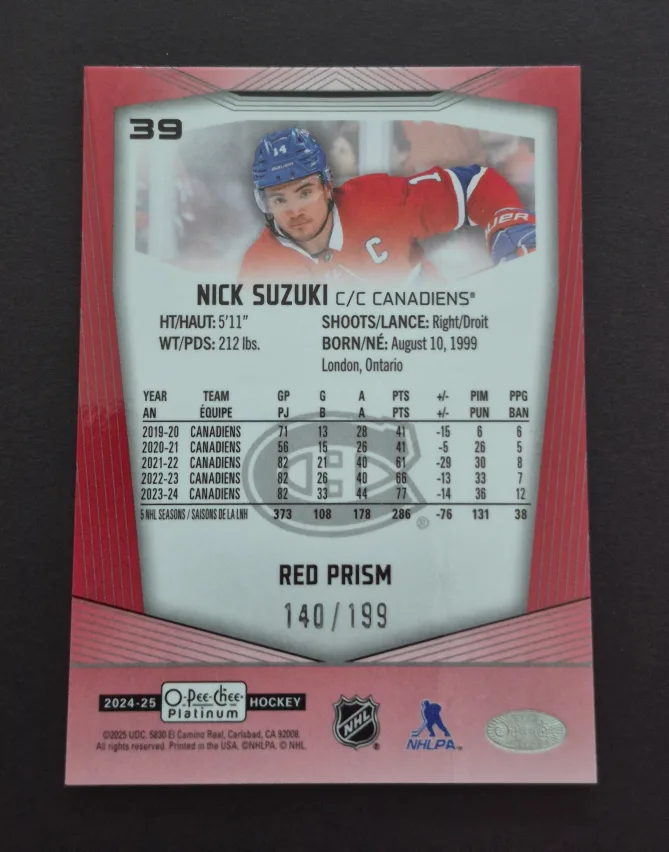 39
14
C
1
UER
NICK SUZUKI C/C CANADIENS®
HT/HAUT: 5'11" SHOOTS/LANCE: Right/Droit
WT/PDS: 212 lbs. BORN/NÉ: August 10, 1999
London, Ontario
YEAR TEAM GP G A PTS +/- PIM PPG
AN ÉQUIPE PJ B A PTS +/- PUN BAN
2019-20 CANADIENS 71 13 28 41 -15 6 6
2020-21 CANADIENS 56 15 26 41 -5 26 5
2021-22 CANADIENS 82 21 40 61 -29 30 8
2022-23 CANADIENS 82 26 40 66 -13 33 7
2023-24 CANADIENS 82 33 44 77 -14 36 12
5 NHL SEASONS / SAISONS DE LA LNH 373 108 178 286 -76 131 38
®
RED PRISM
140/199
2024-25 O-Pee-Chee Platinum HOCKEY
NHL ®
NHLPA™
©2025 UDC, 5830 El Camino Real, Carlsbad, CA 92008.
All rights reserved. Printed in the USA. ©NHLPA. © NHL.